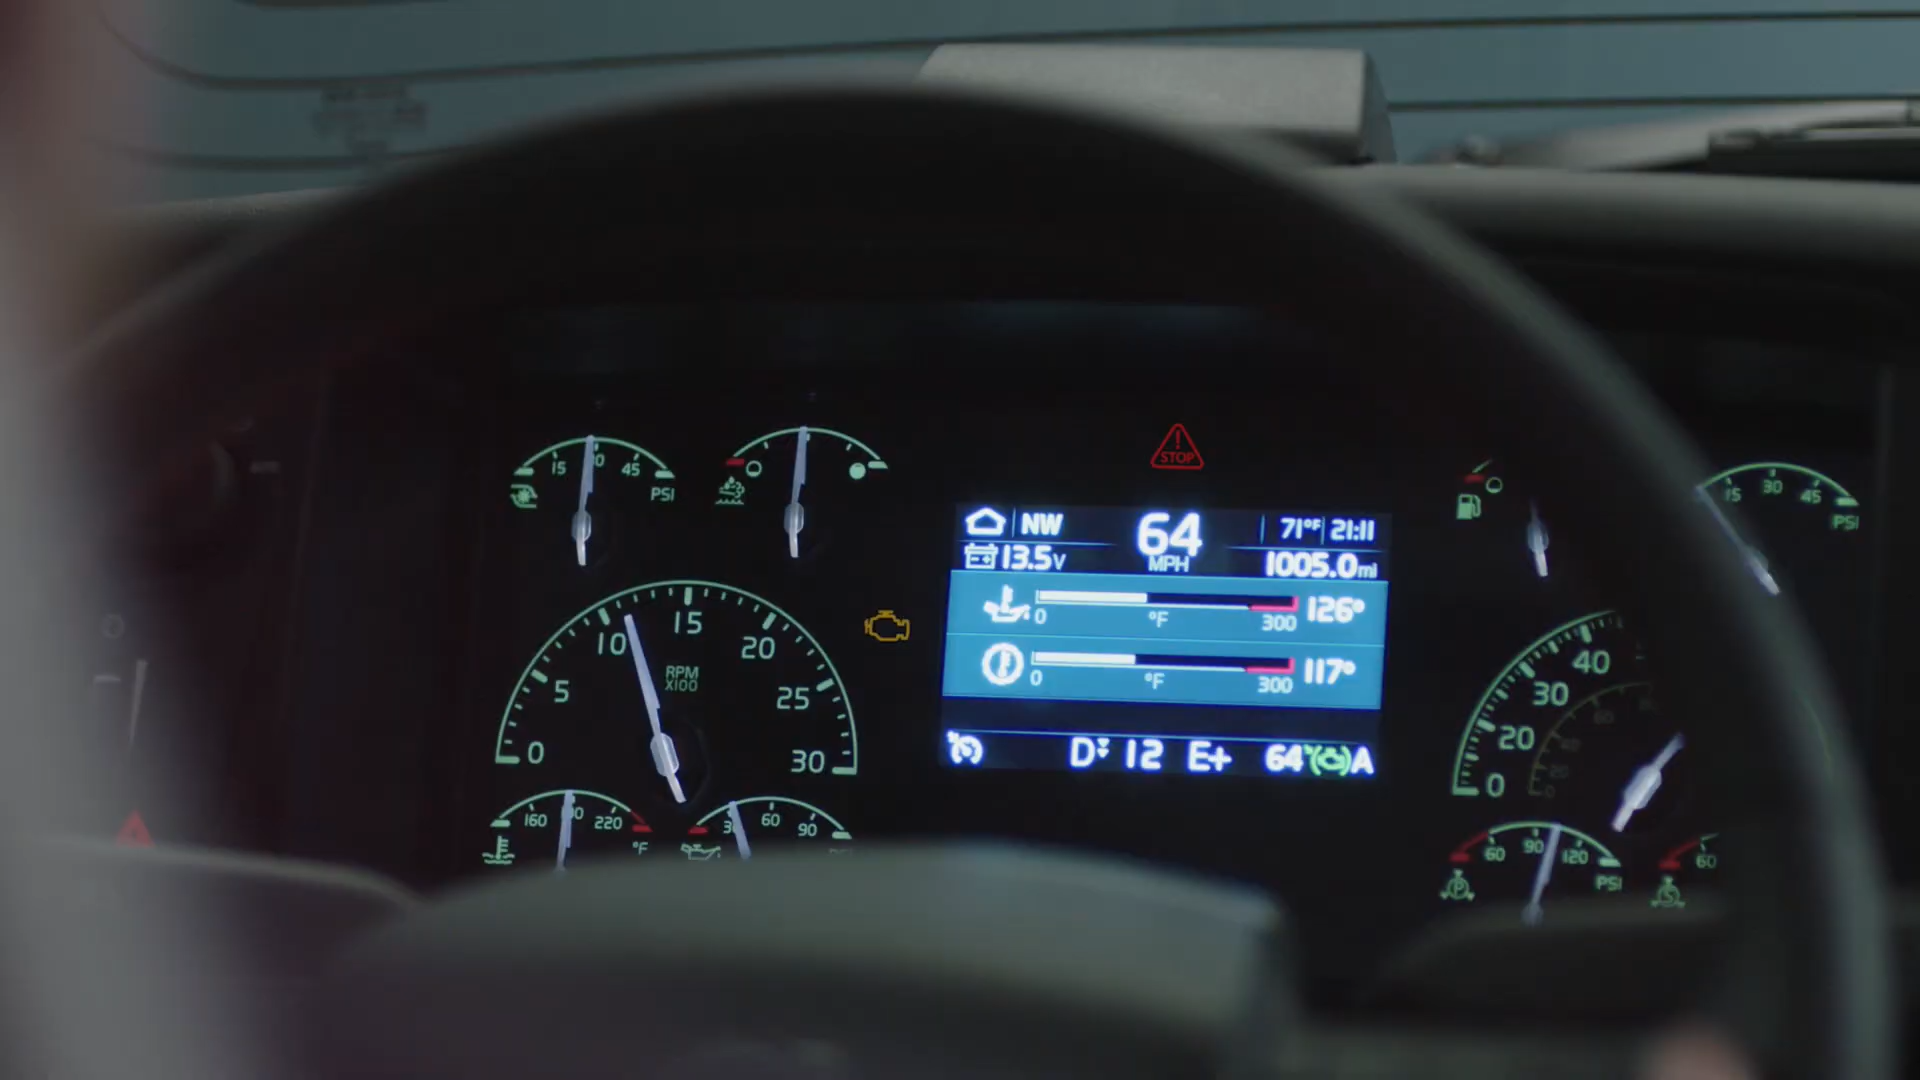 STOP
15 30 45
PSI
15 30 45
PSI
NW
64
MPH
71°F
21:11
13.5V
1005.0mi
0 °F 300
126°
0 °F 300
117°
D 12 E+ 64 A
0 5 10 15 20 25 30
RPM
X100
0 20 30 40
160 220
°F
30 60 90
60 90 120
PSI
60